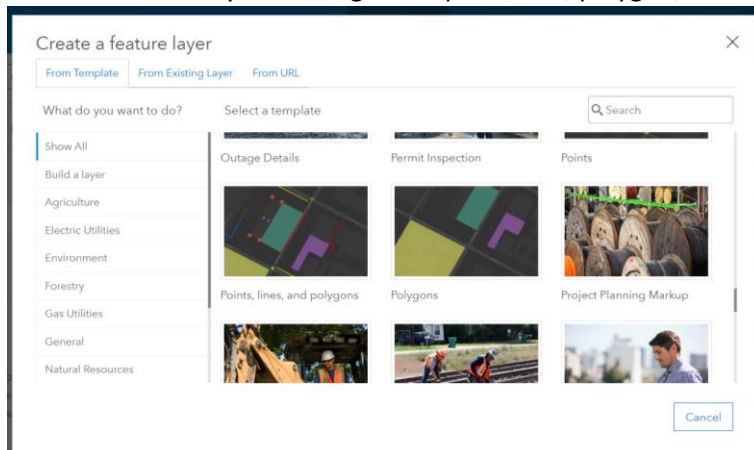 Create a feature layer
From Template From Existing Layer From URL
What do you want to do? Select a template Search
Show All
Build a layer
Agriculture
Electric Utilities
Environment
Forestry
Gas Utilities
General
Natural Resources
Outage Details Permit Inspection Points
Points, lines, and polygons Polygons Project Planning Markup
Cancel